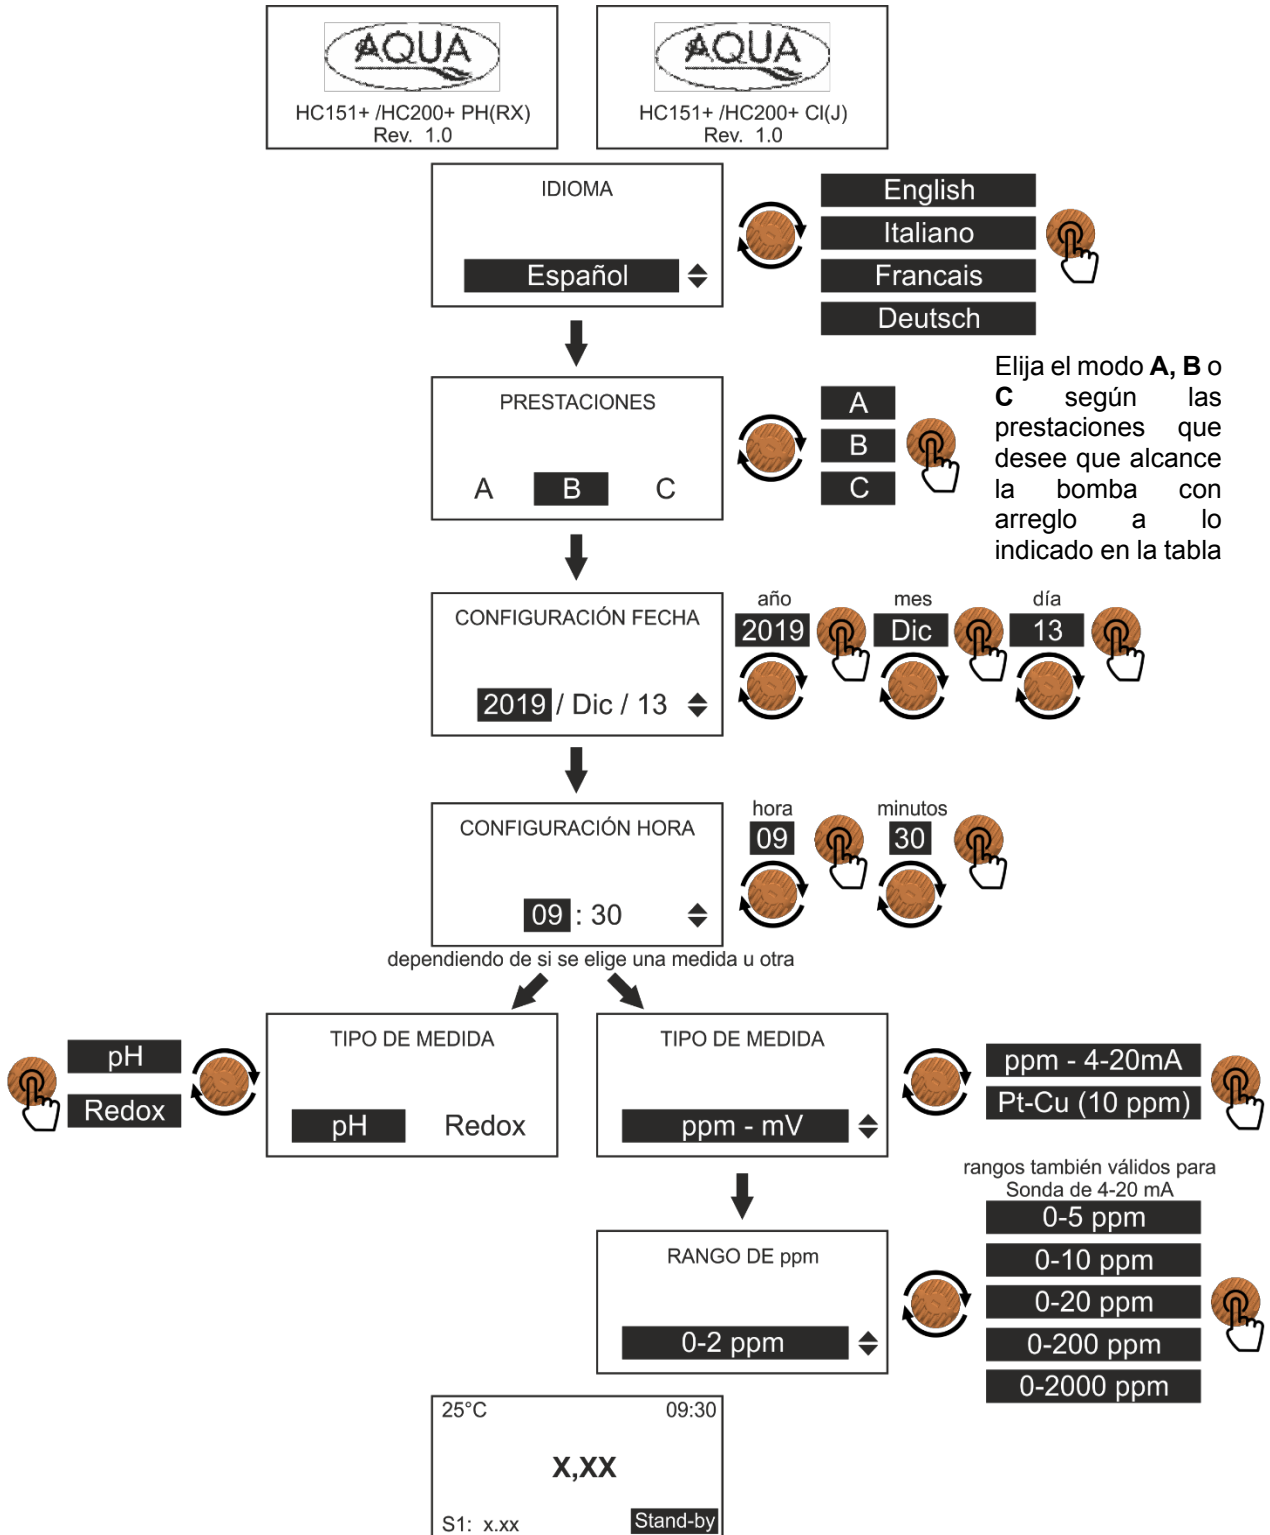 AQUA
HC151+ /HC200+ PH(RX)
Rev. 1.0
AQUA
HC151+ /HC200+ Cl(J)
Rev. 1.0
IDIOMA
Español
English
Italiano
Francais
Deutsch
PRESTACIONES
A B C
A
B
C
Elija el modo A, B o
C según las
prestaciones que
desee que alcance
la bomba con
arreglo a lo
indicado en la tabla
CONFIGURACIÓN FECHA
2019 / Dic / 13
año mes día
2019 Dic 13
CONFIGURACIÓN HORA
09 : 30
hora minutos
09 30
dependiendo de si se elige una medida u otra
pH
Redox
TIPO DE MEDIDA
pH Redox
TIPO DE MEDIDA
ppm - mV
ppm - 4-20mA
Pt-Cu (10 ppm)
RANGO DE ppm
0-2 ppm
rangos también válidos para
Sonda de 4-20 mA
0-5 ppm
0-10 ppm
0-20 ppm
0-200 ppm
0-2000 ppm
25°C 09:30
X,XX
S1: x.xx Stand-by